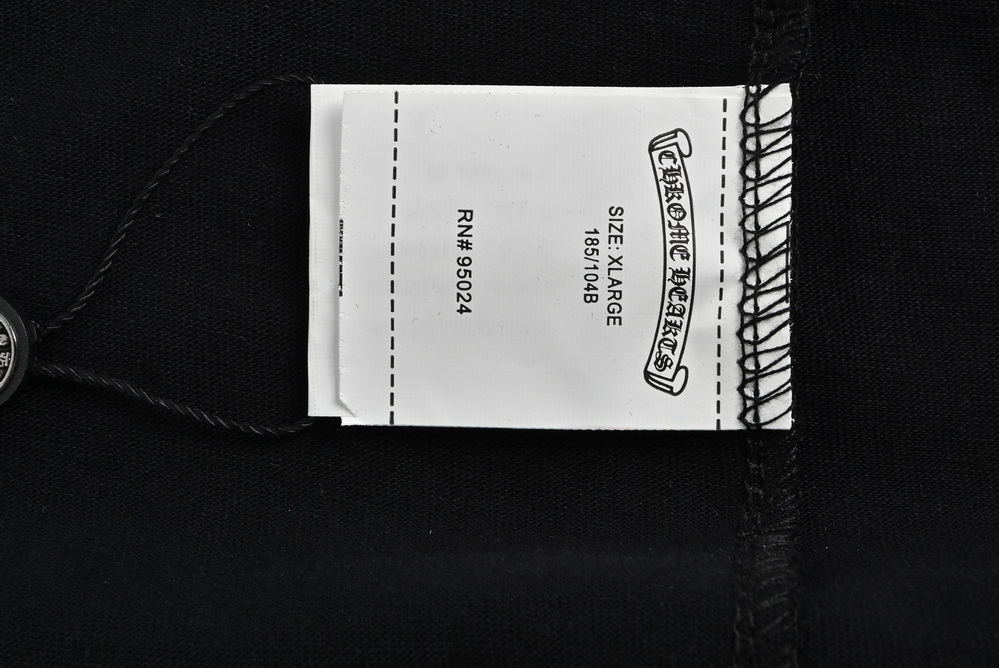 CHROME HEARTS
SIZE: XLARGE
185/104B
RN# 95024